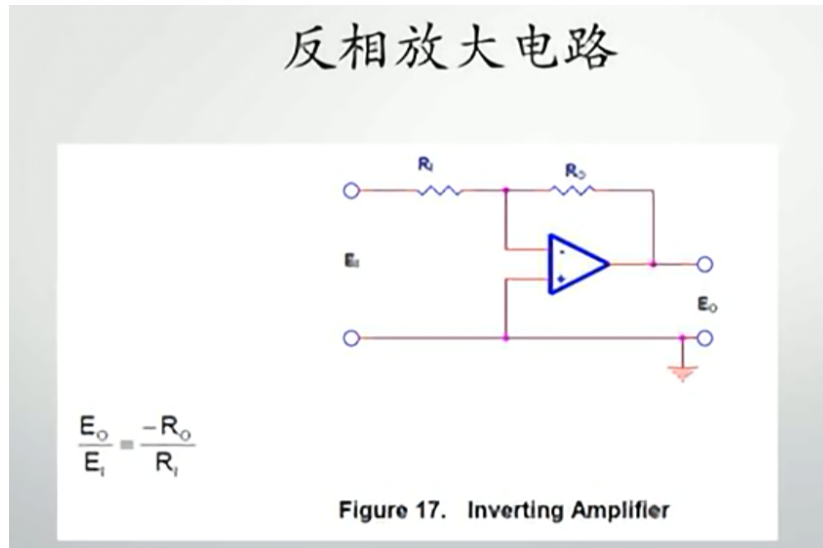 反相放大电路
Rᵢ
Rₒ
-
Eᵢ
+
Eₒ
Eₒ/Eᵢ = -Rₒ/Rᵢ
Figure 17. Inverting Amplifier